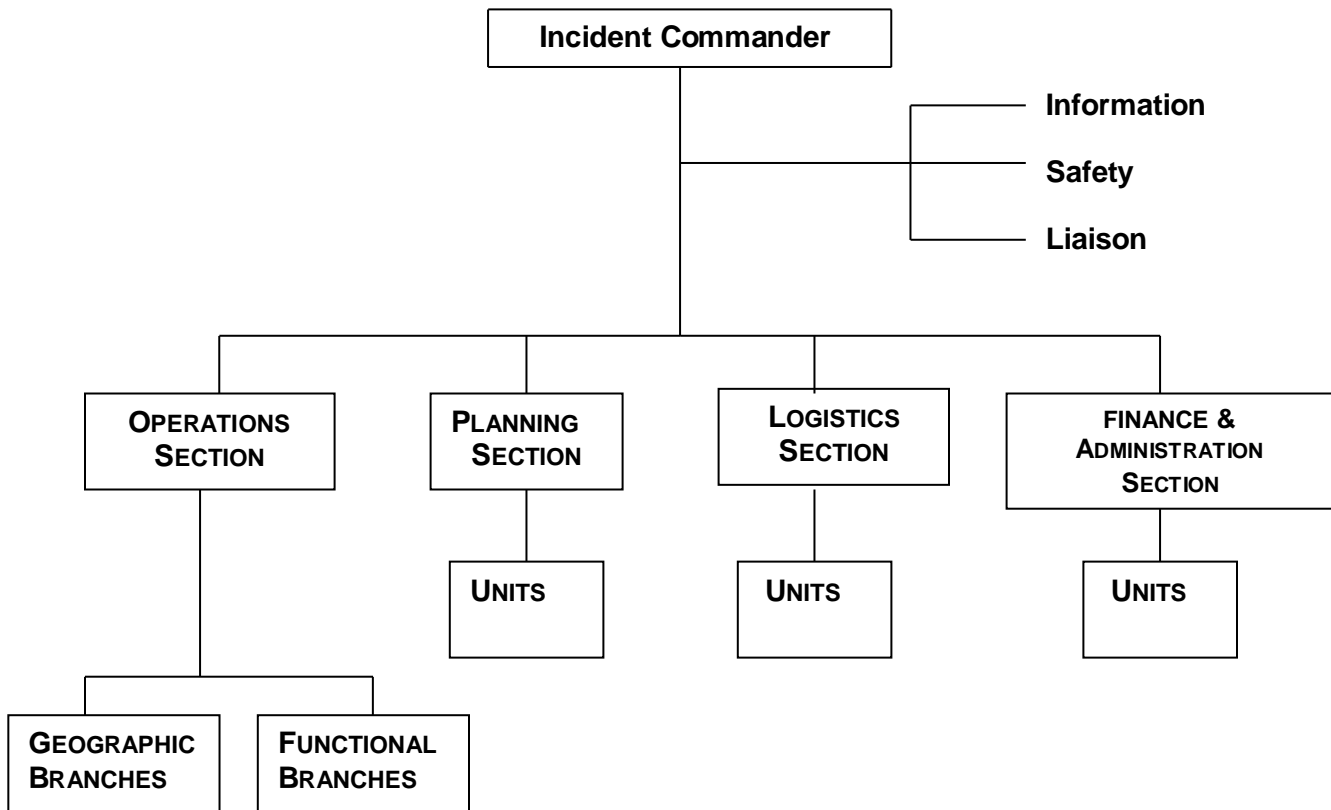 Incident Commander
Information
Safety
Liaison
OPERATIONS
SECTION
PLANNING
SECTION
LOGISTICS
SECTION
FINANCE &
ADMINISTRATION
SECTION
UNITS
UNITS
UNITS
GEOGRAPHIC
BRANCHES
FUNCTIONAL
BRANCHES